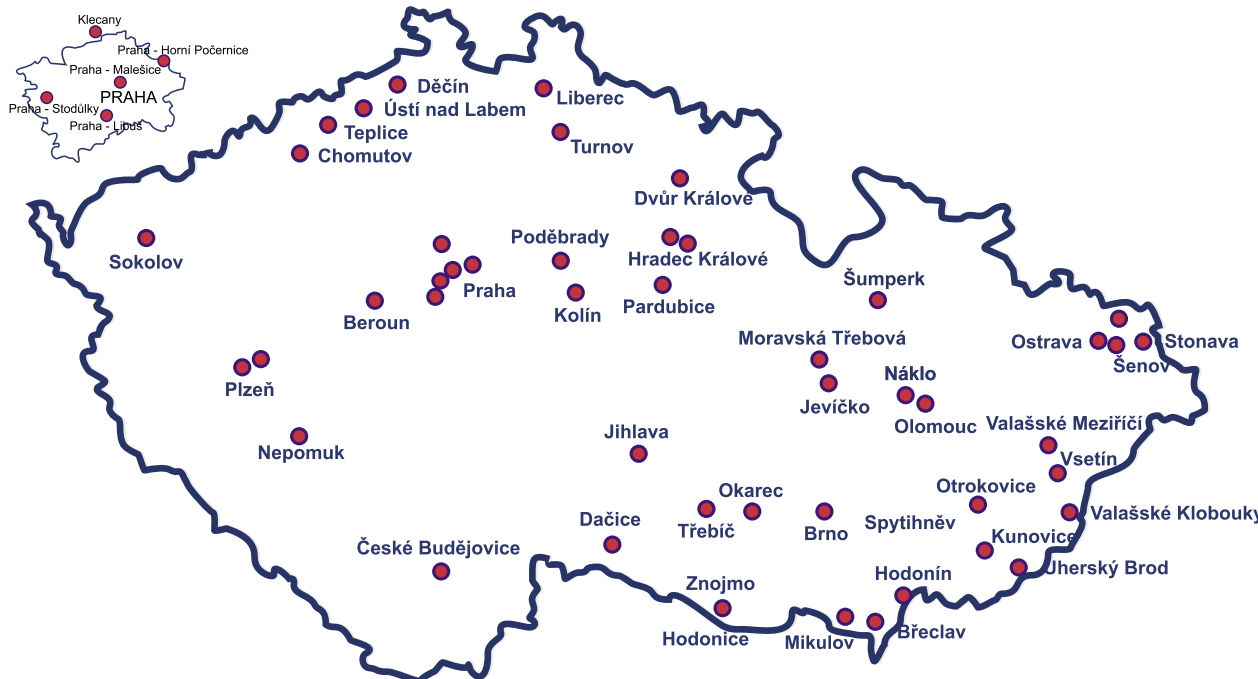 Klecany
Praha - Horní Počernice
Praha - Malešice
PRAHA
Praha - Stodůlky
Praha - Libuš
Děčín
Ústí nad Labem
Teplice
Chomutov
Liberec
Turnov
Dvůr Králové
Sokolov
Poděbrady
Hradec Králové
Praha
Beroun
Kolín
Pardubice
Šumperk
Moravská Třebová
Ostrava
Stonava
Šenov
Plzeň
Jevíčko
Náklo
Olomouc
Nepomuk
Jihlava
Valašské Meziříčí
Vsetín
Otrokovice
Okarec
Třebíč
Brno
Spytihněv
Valašské Klobouky
Dačice
Kunovice
České Budějovice
Uherský Brod
Hodonín
Znojmo
Hodonice
Mikulov
Břeclav